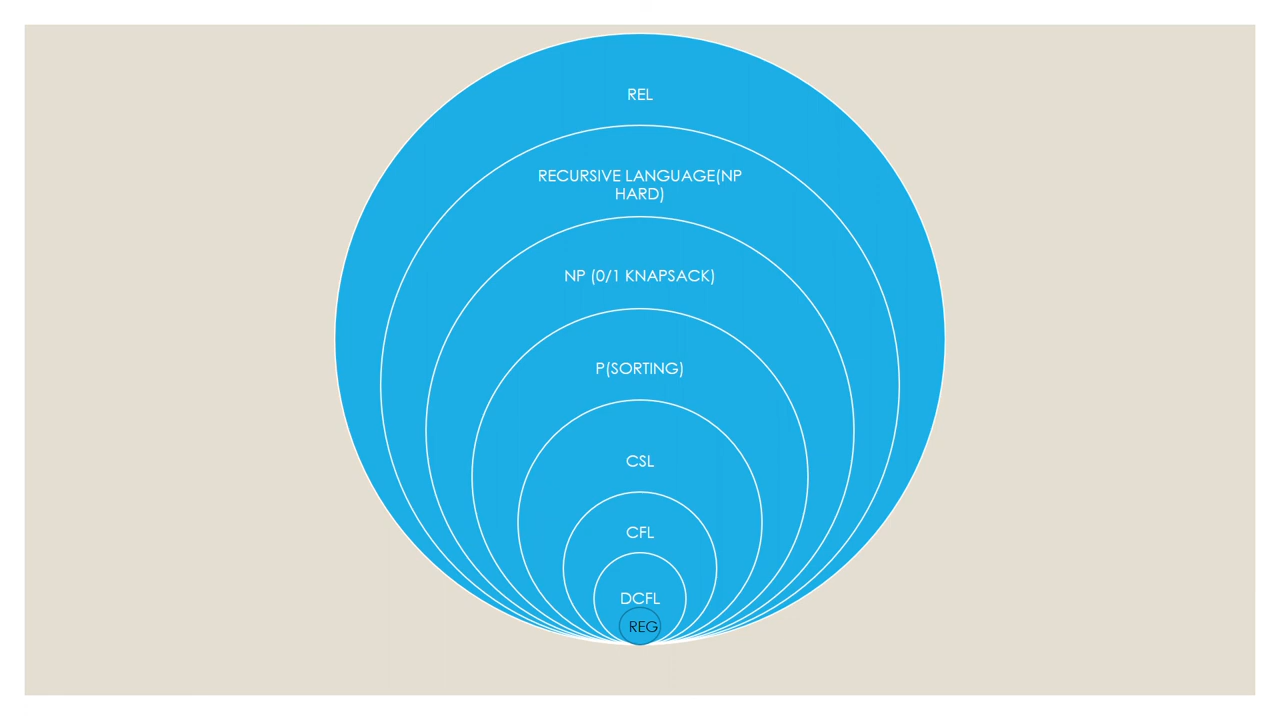 REL
RECURSIVE LANGUAGE(NP
HARD)
NP (0/1 KNAPSACK)
P(SORTING)
CSL
CFL
DCFL
REG